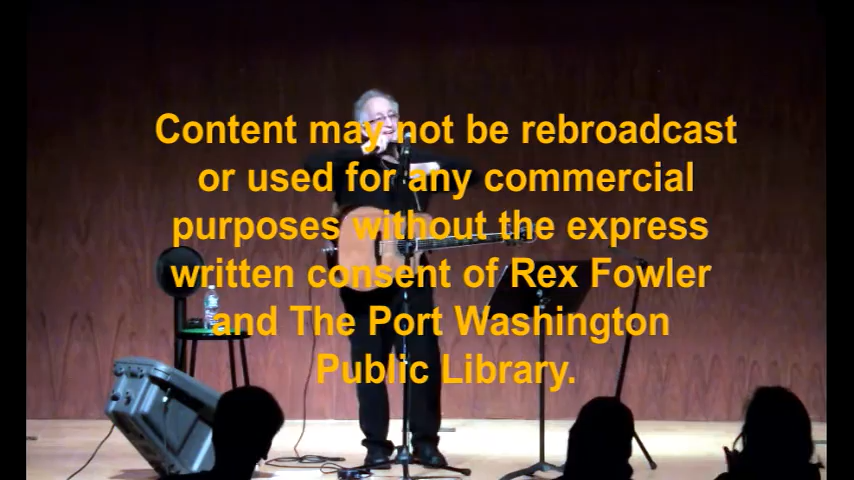 Content may not be rebroadcast
or used for any commercial
purposes without the express
written consent of Rex Fowler
and The Port Washington
Public Library.